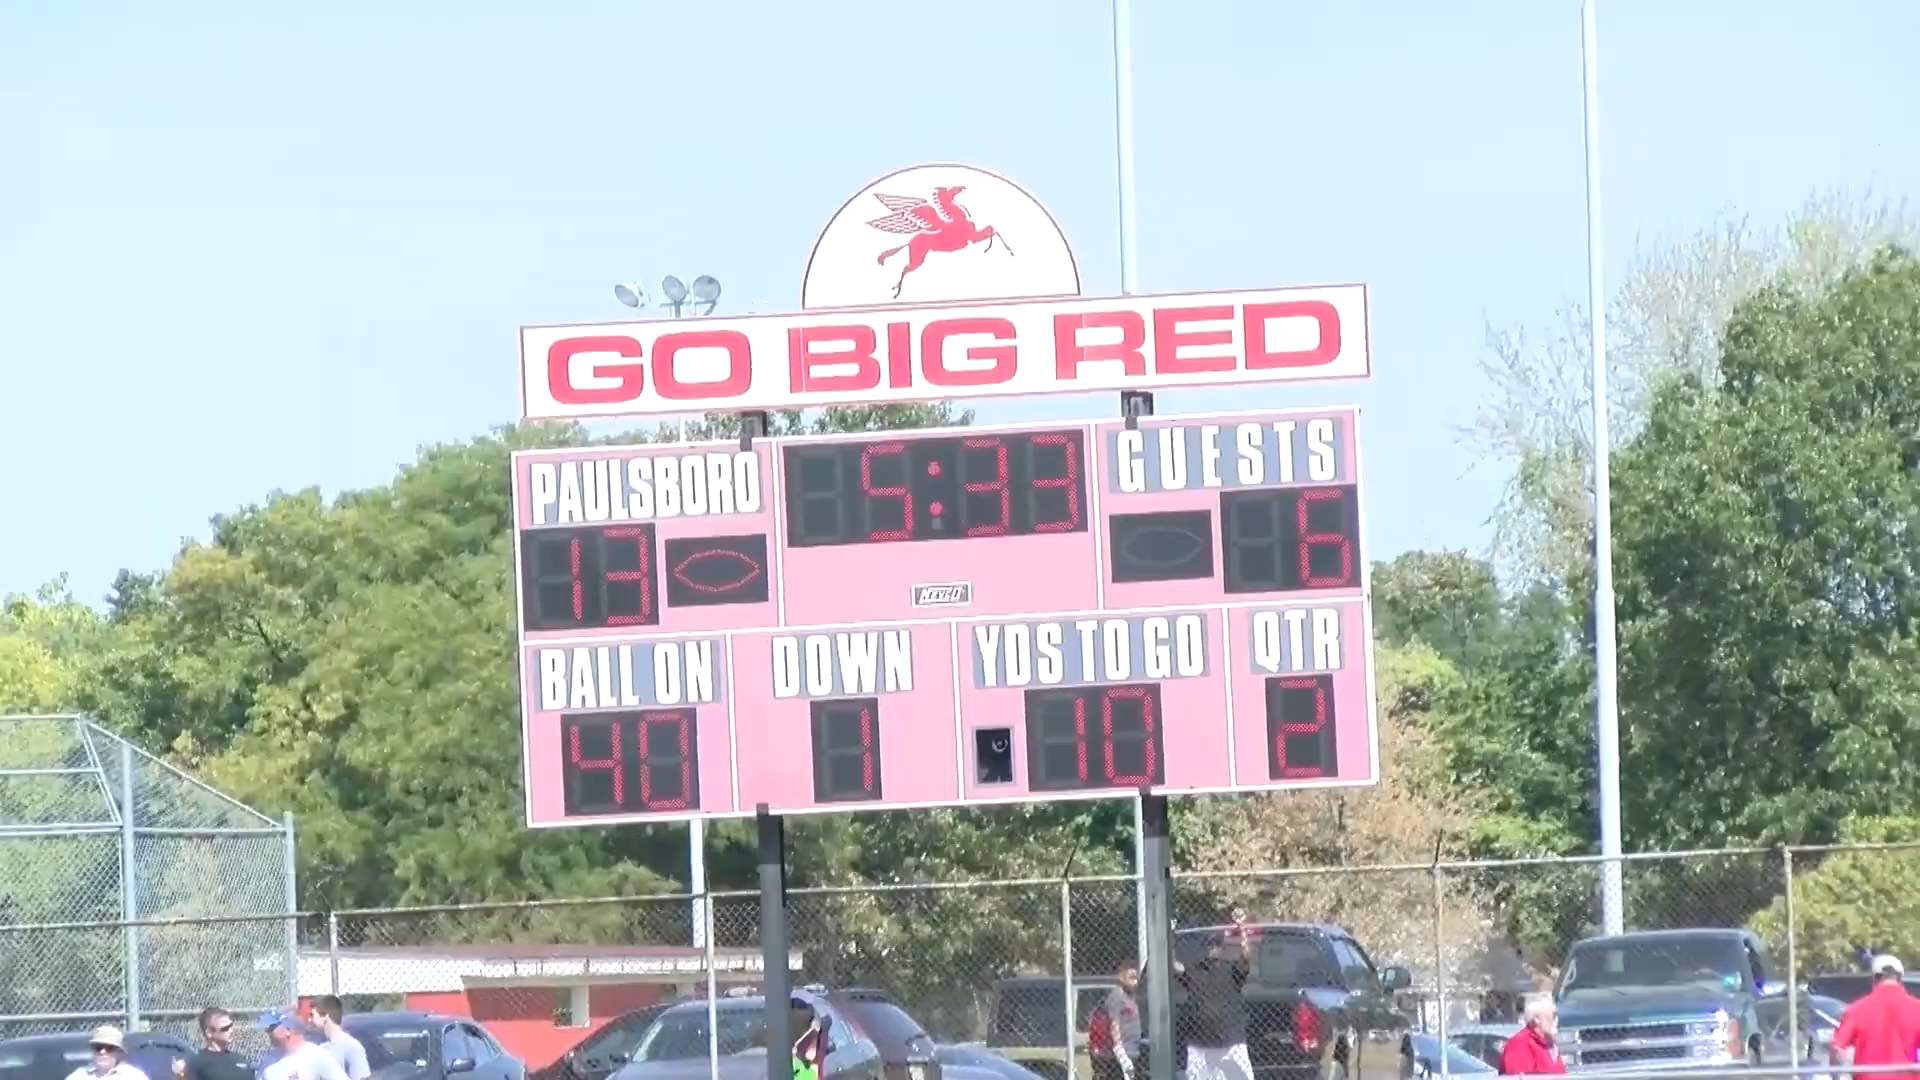 GO BIG RED
PAULSBORO
5:33
GUESTS
13
6
NEVCO
BALL ON
DOWN
YDS TO GO
QTR
40
1
10
2